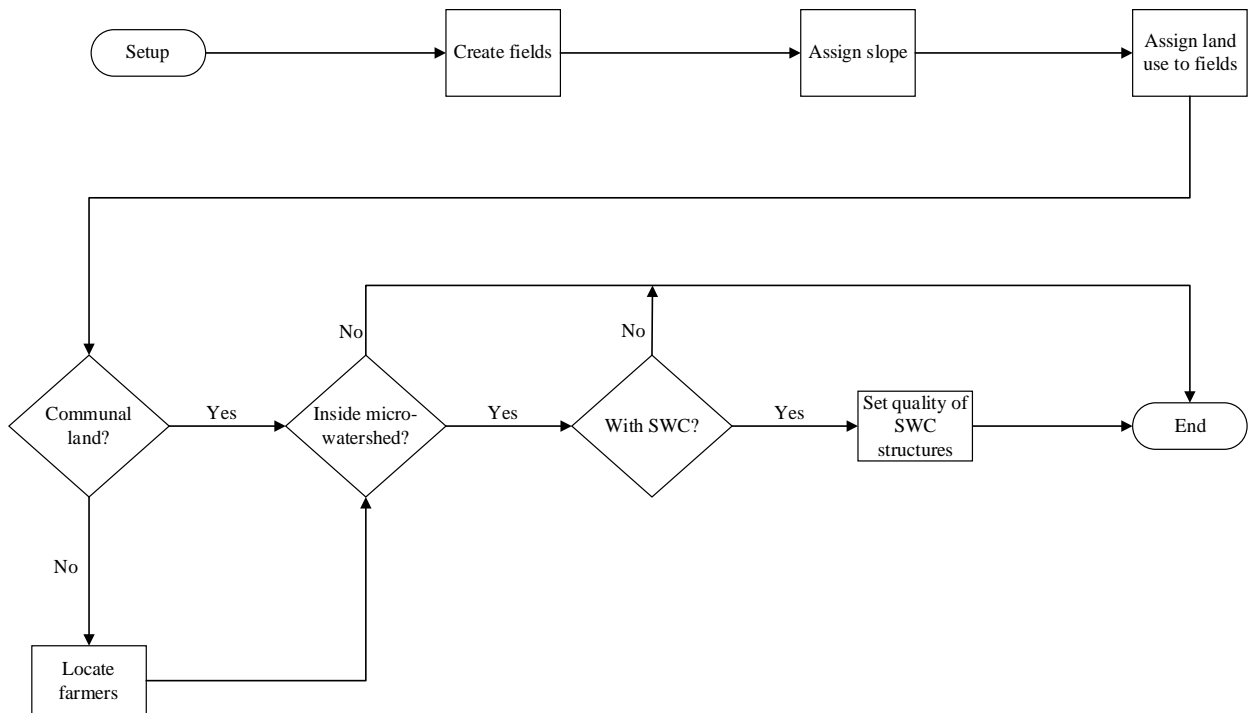 Setup
Create fields
Assign slope
Assign land
use to fields
No
No
Communal
land?
Yes
Inside micro-
watershed?
Yes
With SWC?
Yes
Set quality of
SWC
structures
End
No
Locate
farmers